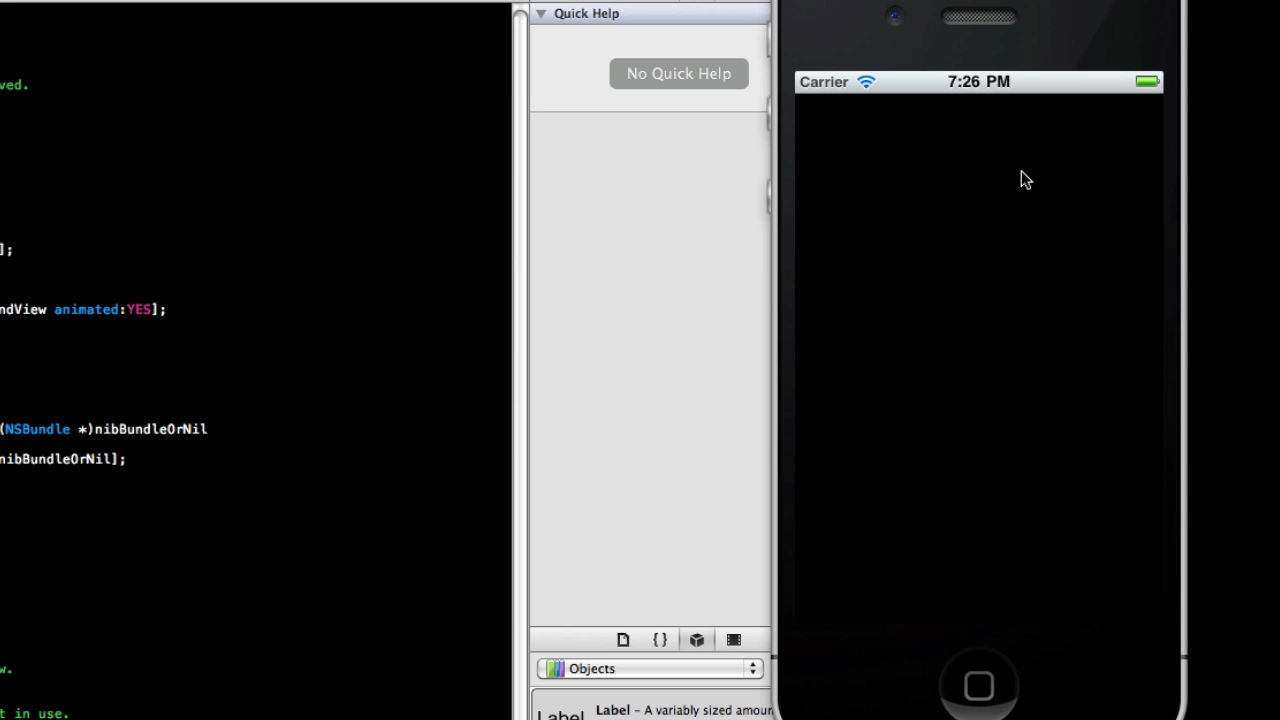 ved.
];
ndView animated:YES];
(NSBundle *)nibBundleOrNil
nibBundleOrNil];
w.
t in use.
Quick Help
No Quick Help
{ }
Objects
Label
Label – A variably sized amour
Carrier
7:26 PM